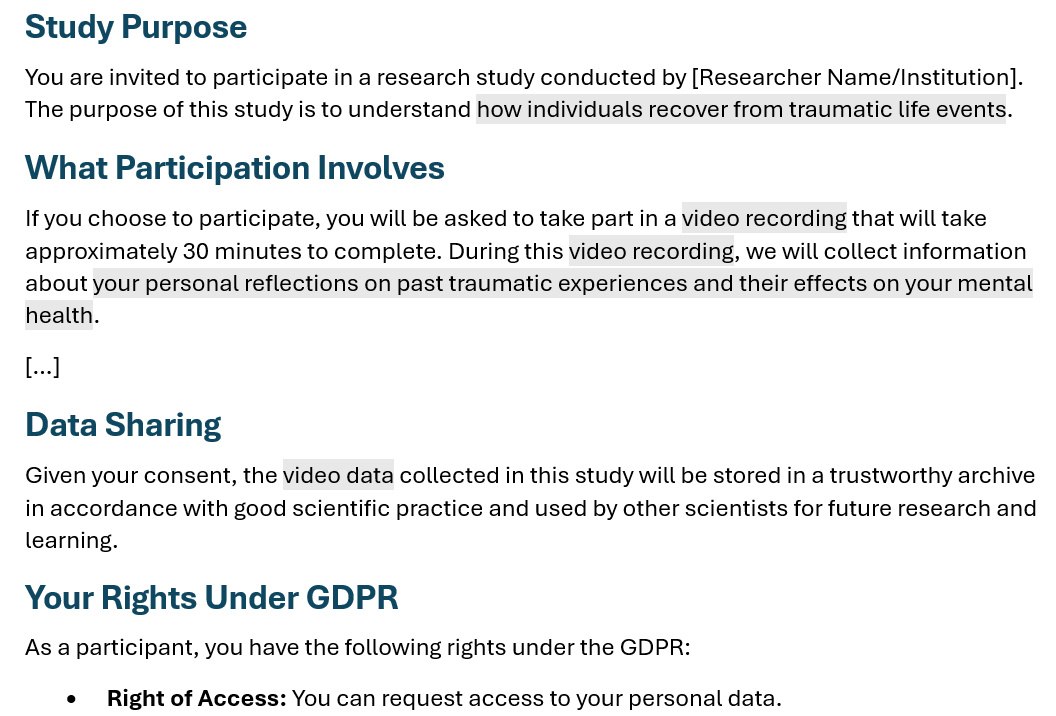 Study Purpose
You are invited to participate in a research study conducted by [Researcher Name/Institution].
The purpose of this study is to understand how individuals recover from traumatic life events.
What Participation Involves
If you choose to participate, you will be asked to take part in a video recording that will take
approximately 30 minutes to complete. During this video recording, we will collect information
about your personal reflections on past traumatic experiences and their effects on your mental
health.
[…]
Data Sharing
Given your consent, the video data collected in this study will be stored in a trustworthy archive
in accordance with good scientific practice and used by other scientists for future research and
learning.
Your Rights Under GDPR
As a participant, you have the following rights under the GDPR:
• Right of Access: You can request access to your personal data.